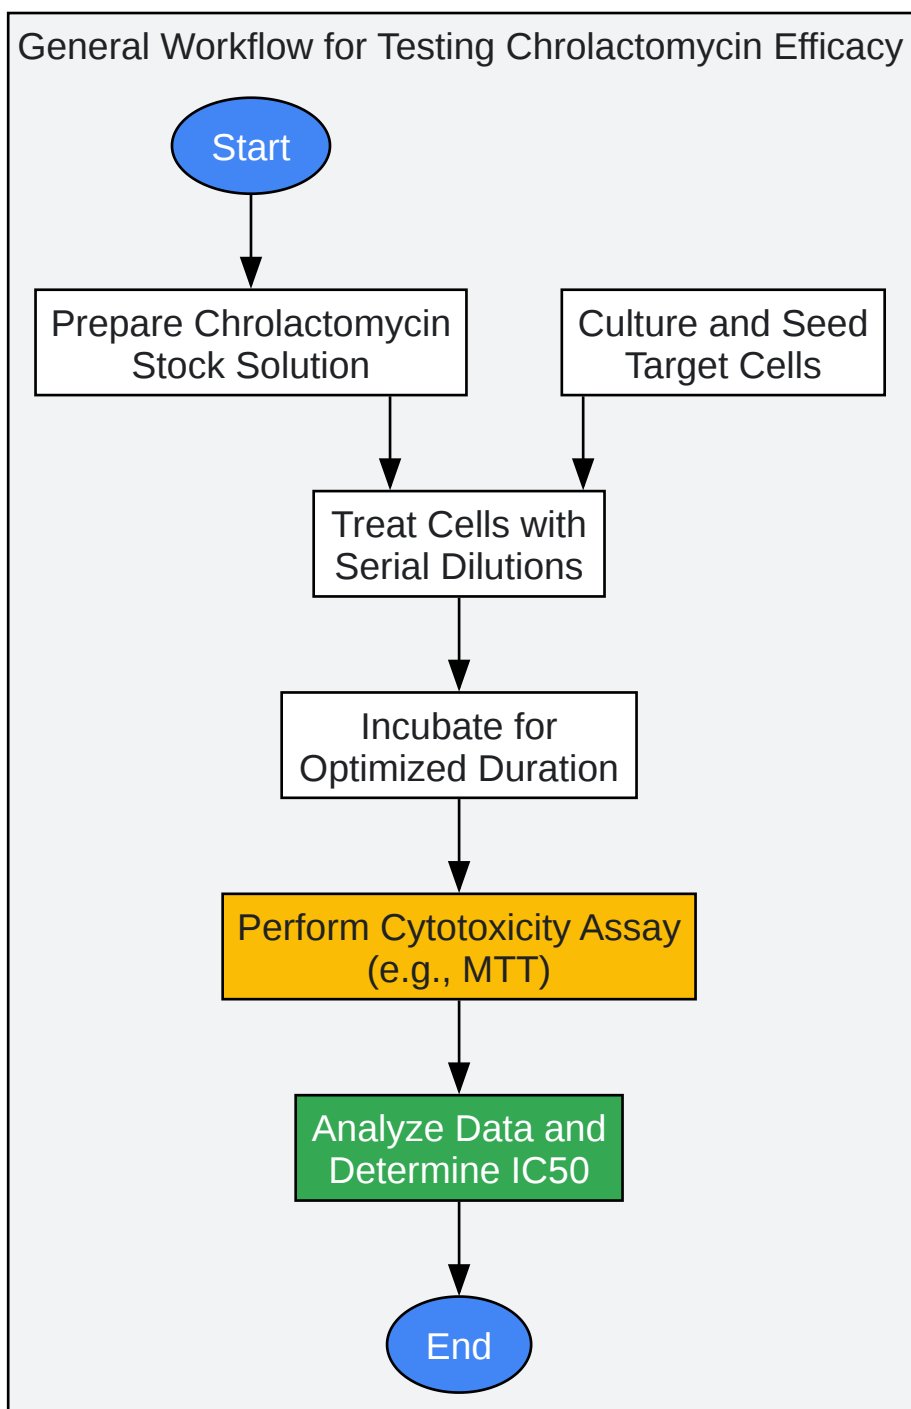 General Workflow for Testing Chrolactomycin Efficacy
Start
Prepare Chrolactomycin
Stock Solution
Culture and Seed
Target Cells
Treat Cells with
Serial Dilutions
Incubate for
Optimized Duration
Perform Cytotoxicity Assay
(e.g., MTT)
Analyze Data and
Determine IC50
End